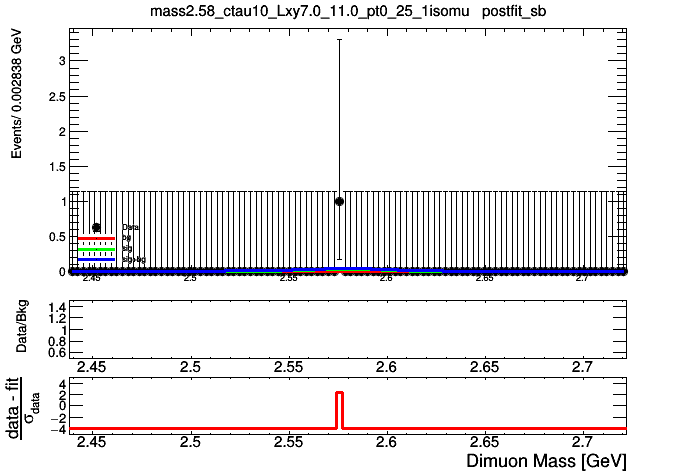 mass2.58_ctau10_Lxy7.0_11.0_pt0_25_1isomu postfit_sb
Events/ 0.002838 GeV
3
2.5
2
1.5
1
0.5
0
Data
bg
sig
sig+bg
2.45 2.5 2.55 2.6 2.65 2.7
Data/Bkg
1.4
1.2
1
0.8
0.6
2.45 2.5 2.55 2.6 2.65 2.7
data - fit
σdata
4
2
0
−2
−4
2.45 2.5 2.55 2.6 2.65 2.7
Dimuon Mass [GeV]